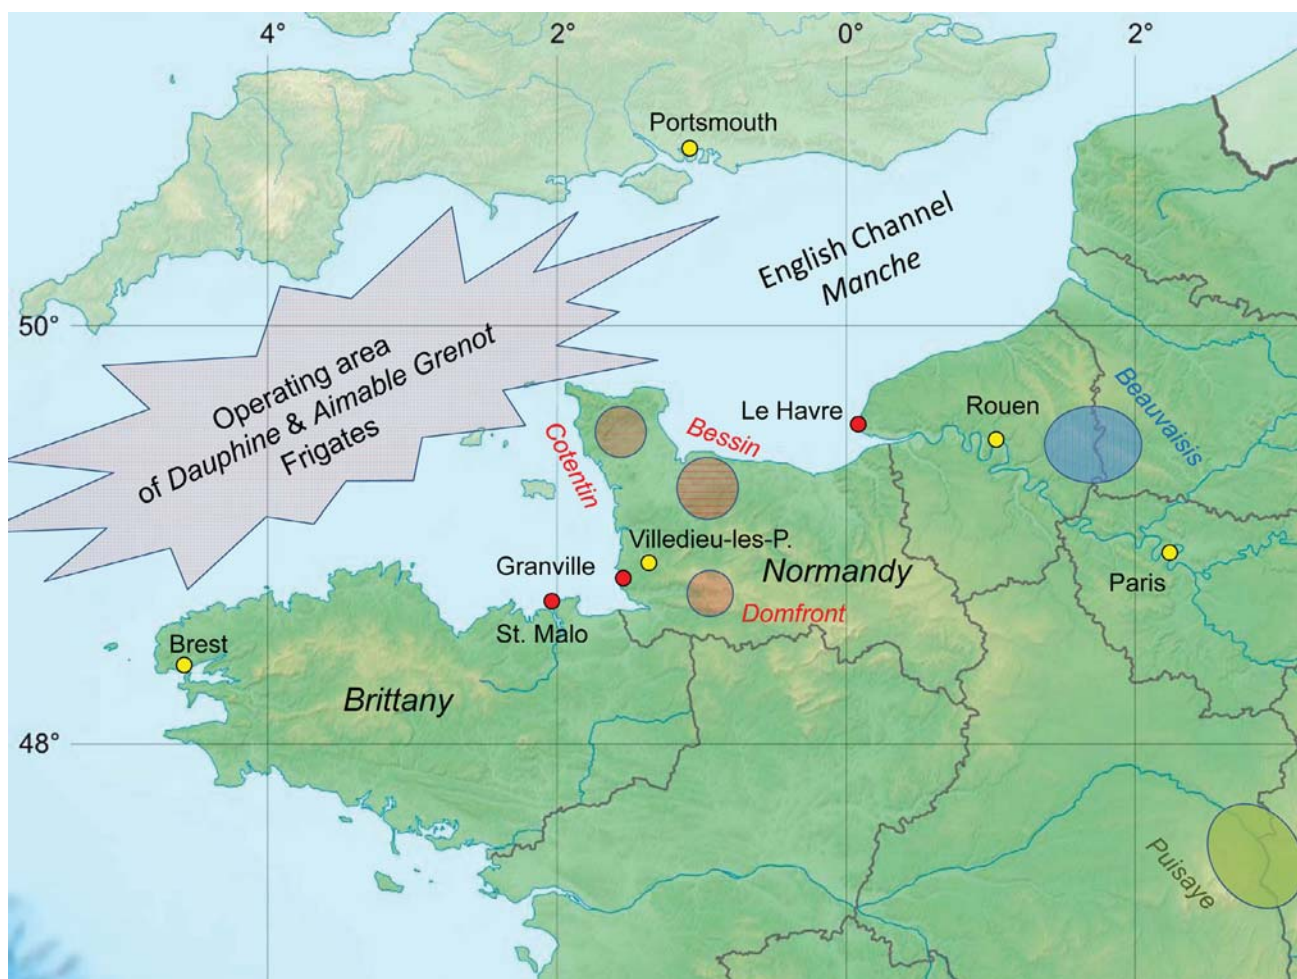 4°
2°
0°
2°
Portsmouth
English Channel
Manche
50°
Operating area
of Dauphine & Aimable Grenot
Frigates
Le Havre
Rouen
Beauvaisis
Cotentin
Bessin
Villedieu-les-P.
Granville
Normandy
Paris
Domfront
St. Malo
Brest
Brittany
48°
Puisaye